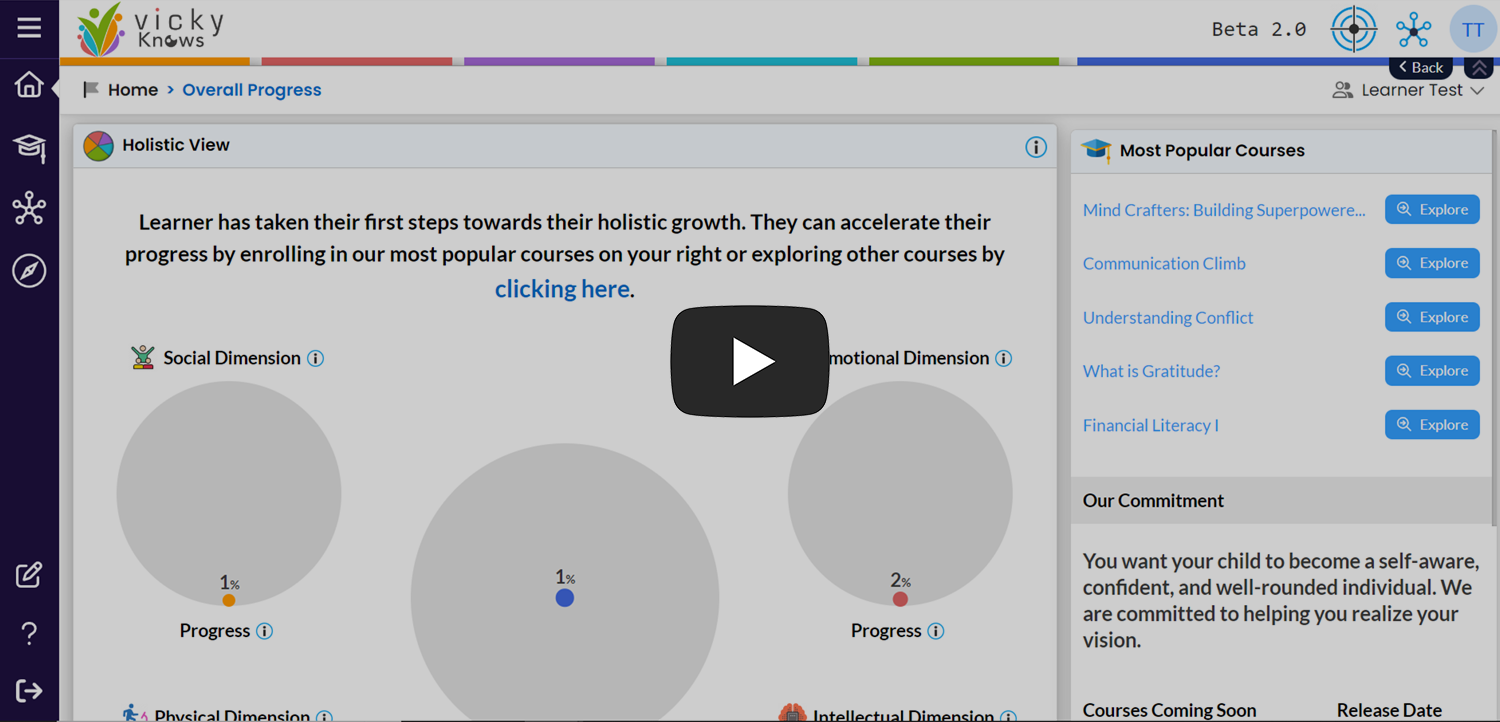 vicky
Knows
Beta 2.0
TT
Back
Home > Overall Progress
Learner Test
Holistic View
Most Popular Courses
Learner has taken their first steps towards their holistic growth. They can accelerate their
progress by enrolling in our most popular courses on your right or exploring other courses by
clicking here.
Mind Crafters: Building Superpowere...
Explore
Communication Climb
Explore
Understanding Conflict
Explore
What is Gratitude?
Explore
Financial Literacy I
Explore
Social Dimension
motional Dimension
1%
1%
2%
Progress
Progress
Physical Dimension
Intellectual Dimension
Our Commitment
You want your child to become a self-aware,
confident, and well-rounded individual. We
are committed to helping you realize your
vision.
Courses Coming Soon
Release Date